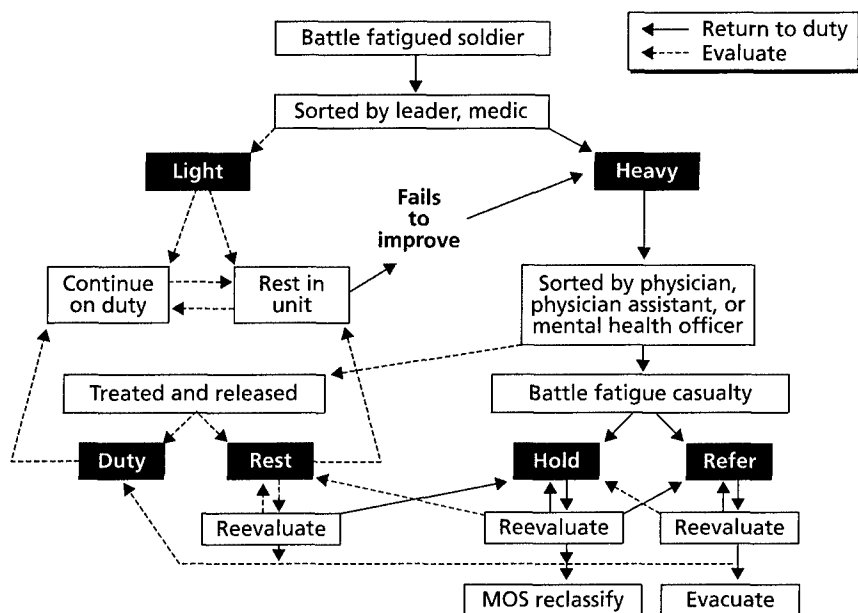 Battle fatigued soldier
Return to duty
Evaluate
Sorted by leader, medic
Light
Heavy
Fails
to
improve
Continue
on duty
Rest in
unit
Sorted by physician,
physician assistant, or
mental health officer
Treated and released
Battle fatigue casualty
Duty
Rest
Hold
Refer
Reevaluate
Reevaluate
Reevaluate
MOS reclassify
Evacuate